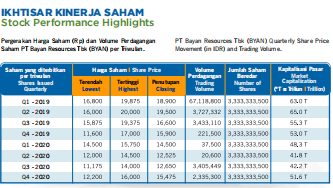 IKHTISAR KINERJA SAHAM
Stock Performance Highlights
Pergerakan Harga Saham (Rp) dan Volume Perdagangan
Saham PT Bayan Resources Tbk (BYAN) per Triwulan.
PT Bayan Resources Tbk (BYAN) Quarterly Share Price
Movement (in IDR) and Trading Volume.
Saham yang diterbitkan per Triwulan Shares Issued Quarterly | Harga Saham | Share Price | Volume Perdagangan Trading Volume | Jumlah Saham Beredar Number of Shares | Kapitalisasi Pasar Market Capitalization (*T = Triliun | Trillion)
Terendah Lowest | Tertinggi Highest | Penutupan Closing
Q1 - 2019 16,800 19,875 18,900 67,118,800 3,333,333,500 63.0 T
Q2 - 2019 16,000 20,000 19,500 3,727,332 3,333,333,500 65.0 T
Q3 - 2019 15,875 19,375 16,600 3,433,110 3,333,333,500 55.3 T
Q4 - 2019 11,600 17,000 15,900 221,500 3,333,333,500 53.0 T
Q1 - 2020 14,500 15,750 14,500 37,500 3,333,333,500 48.3 T
Q2 - 2020 12,000 14,500 12,525 20,600 3,333,333,500 41.8 T
Q3 - 2020 11,175 14,000 12,650 3,405,449 3,333,333,500 42.2 T
Q4 - 2020 12,200 16,000 15,475 2,335,300 3,333,333,500 51.6 T